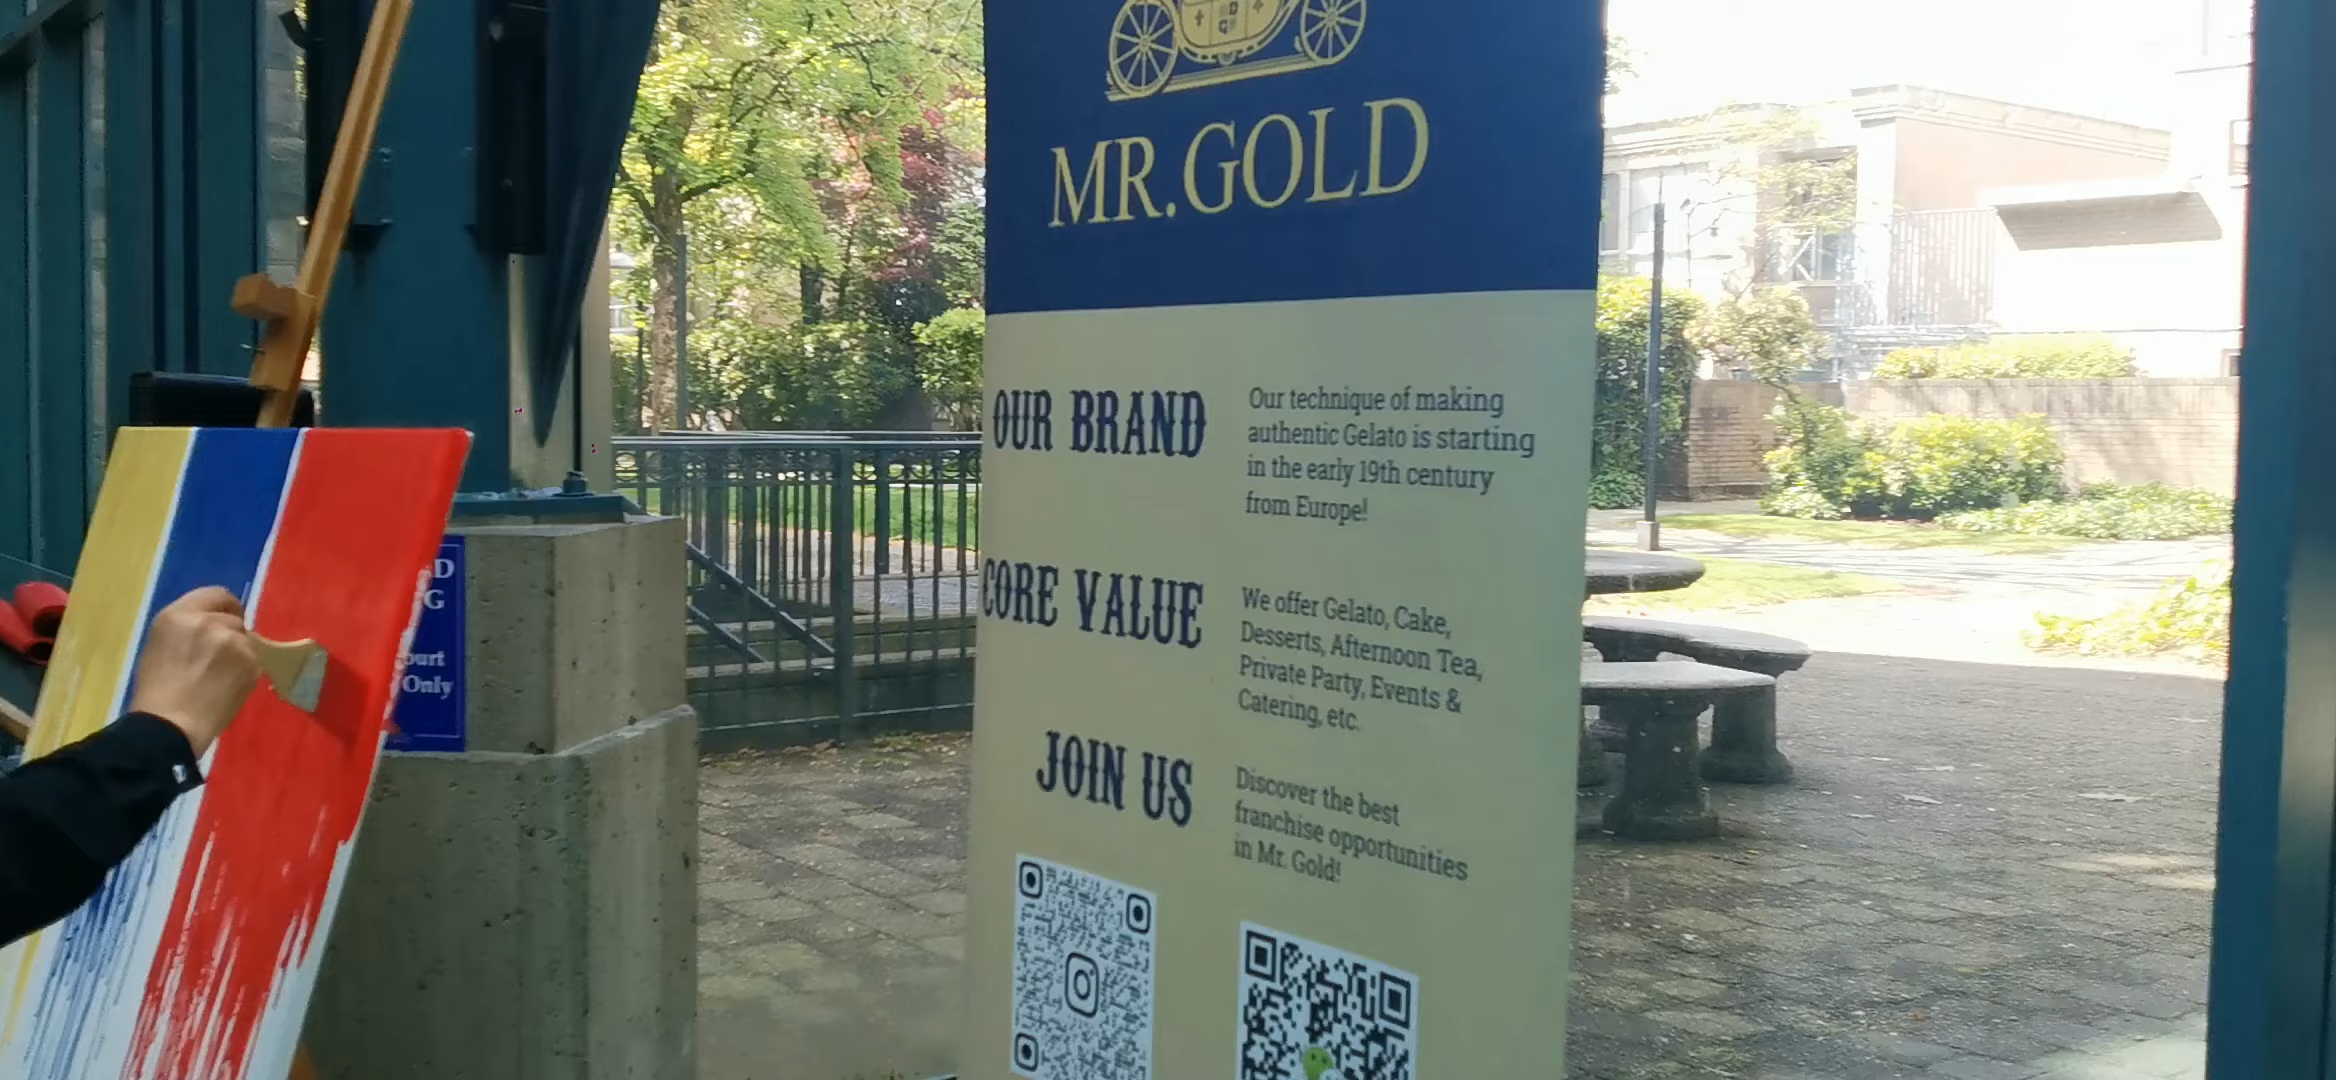 MR.GOLD
OUR BRAND
Our technique of making
authentic Gelato is starting
in the early 19th century
from Europe!
CORE VALUE
We offer Gelato, Cake,
Desserts, Afternoon Tea,
Private Party, Events &
Catering, etc.
JOIN US
Discover the best
franchise opportunities
in Mr. Gold!
D
G
ourt
Only